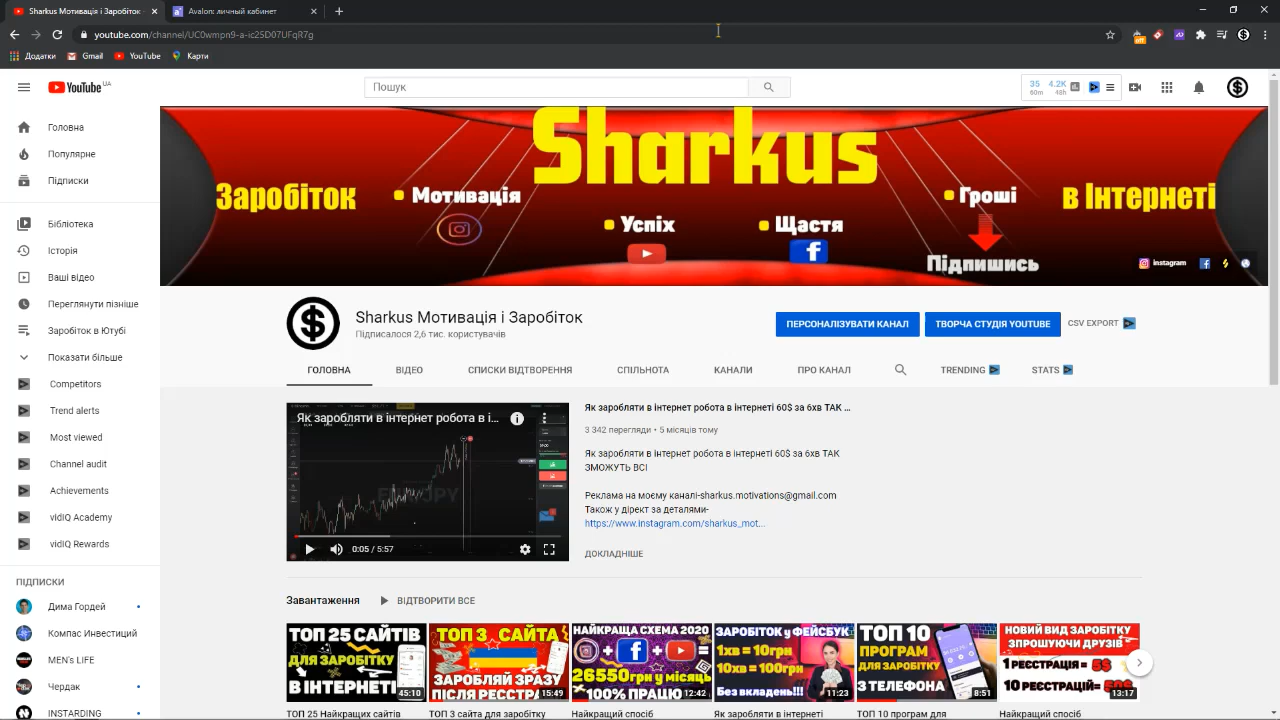 Sharkus Мотивація і Заробіток
Avalon: личный кабинет
youtube.com/channel/UC0wmpn9-a-ic25D07UFqR7g
off
Додатки
Gmail
YouTube
Карти
YouTube UA
Пошук
35
60m
4.2K
48h
Головна
Популярне
Підписки
Бібліотека
Історія
Ваші відео
Переглянути пізніше
Заробіток в Ютубі
Показати більше
Competitors
Trend alerts
Most viewed
Channel audit
Achievements
vidIQ Academy
vidIQ Rewards
ПІДПИСКИ
Дима Гордей
Компас Инвестиций
MEN's LIFE
Чердак
INSTARDING
Sharkus
Заробіток
Мотивація
Успіх
Щастя
Гроші
в Інтернеті
Підпишись
instagram
Sharkus Мотивація і Заробіток
Підписалося 2,6 тис. користувачів
ПЕРСОНАЛІЗУВАТИ КАНАЛ
ТВОРЧА СТУДІЯ YOUTUBE
CSV EXPORT
ГОЛОВНА
ВІДЕО
СПИСКИ ВІДТВОРЕННЯ
СПІЛЬНОТА
КАНАЛИ
ПРО КАНАЛ
TRENDING
STATS
Як заробляти в інтернет робота в і...
0:05 / 5:57
Як заробляти в інтернет робота в інтернеті 60$ за 6хв ТАК ...
3 342 перегляди • 5 місяців тому
Як заробляти в інтернет робота в інтернеті 60$ за 6хв ТАК
ЗМОЖУТЬ ВСІ
Реклама на моєму каналі-sharkus.motivations@gmail.com
Також у дірект за деталями-
https://www.instagram.com/sharkus_mot...
ДОКЛАДНІШЕ
Завантаження
ВІДТВОРИТИ ВСЕ
ТОП 25 САЙТІВ
ДЛЯ ЗАРОБІТКУ
В ІНТЕРНЕТІ
45:10
ТОП 3 САЙТА
ЗАРОБЛЯЙ ЗРАЗУ
ПІСЛЯ РЕЄСТРА
15:49
НАЙКРАЩА СХЕМА 2020
26550грн у місяць
100% ПРАЦЮ
12:42
ЗАРОБІТОК у ФЕЙСБУК
1хв = 10грн
10хв = 100грн
Без вкладень!!!
11:23
ТОП 10
ПРОГРАМ
ДЛЯ ЗАРОБІТКУ
З ТЕЛЕФОНА
8:51
НОВИЙ ВИД ЗАРОБІТКУ
ЗПРОШУЮЧИ ДРУЗІВ
1 РЕЄСТРАЦІЯ= 5$
10 РЕЄСТРАЦІЙ= 50$
13:17
ТОП 25 Найкращих сайтів
ТОП 3 сайта для заробітку
Найкращий спосіб
Як заробляти в інтернеті
ТОП 10 програм для
Найкращий спосіб